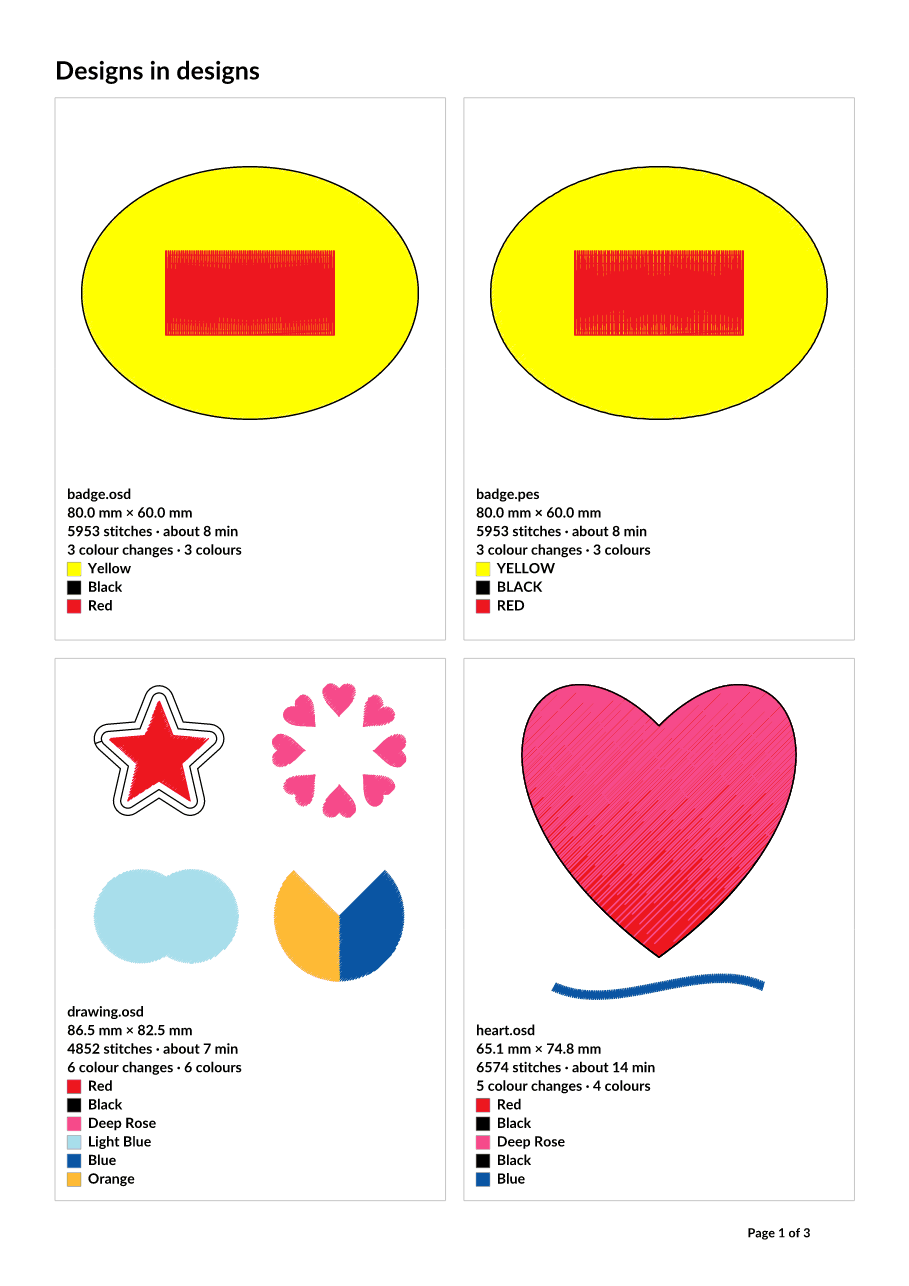 Designs in designs
badge.osd
80.0 mm × 60.0 mm
5953 stitches · about 8 min
3 colour changes · 3 colours
Yellow
Black
Red
badge.pes
80.0 mm × 60.0 mm
5953 stitches · about 8 min
3 colour changes · 3 colours
YELLOW
BLACK
RED
drawing.osd
86.5 mm × 82.5 mm
4852 stitches · about 7 min
6 colour changes · 6 colours
Red
Black
Deep Rose
Light Blue
Blue
Orange
heart.osd
65.1 mm × 74.8 mm
6574 stitches · about 14 min
5 colour changes · 4 colours
Red
Black
Deep Rose
Black
Blue
Page 1 of 3